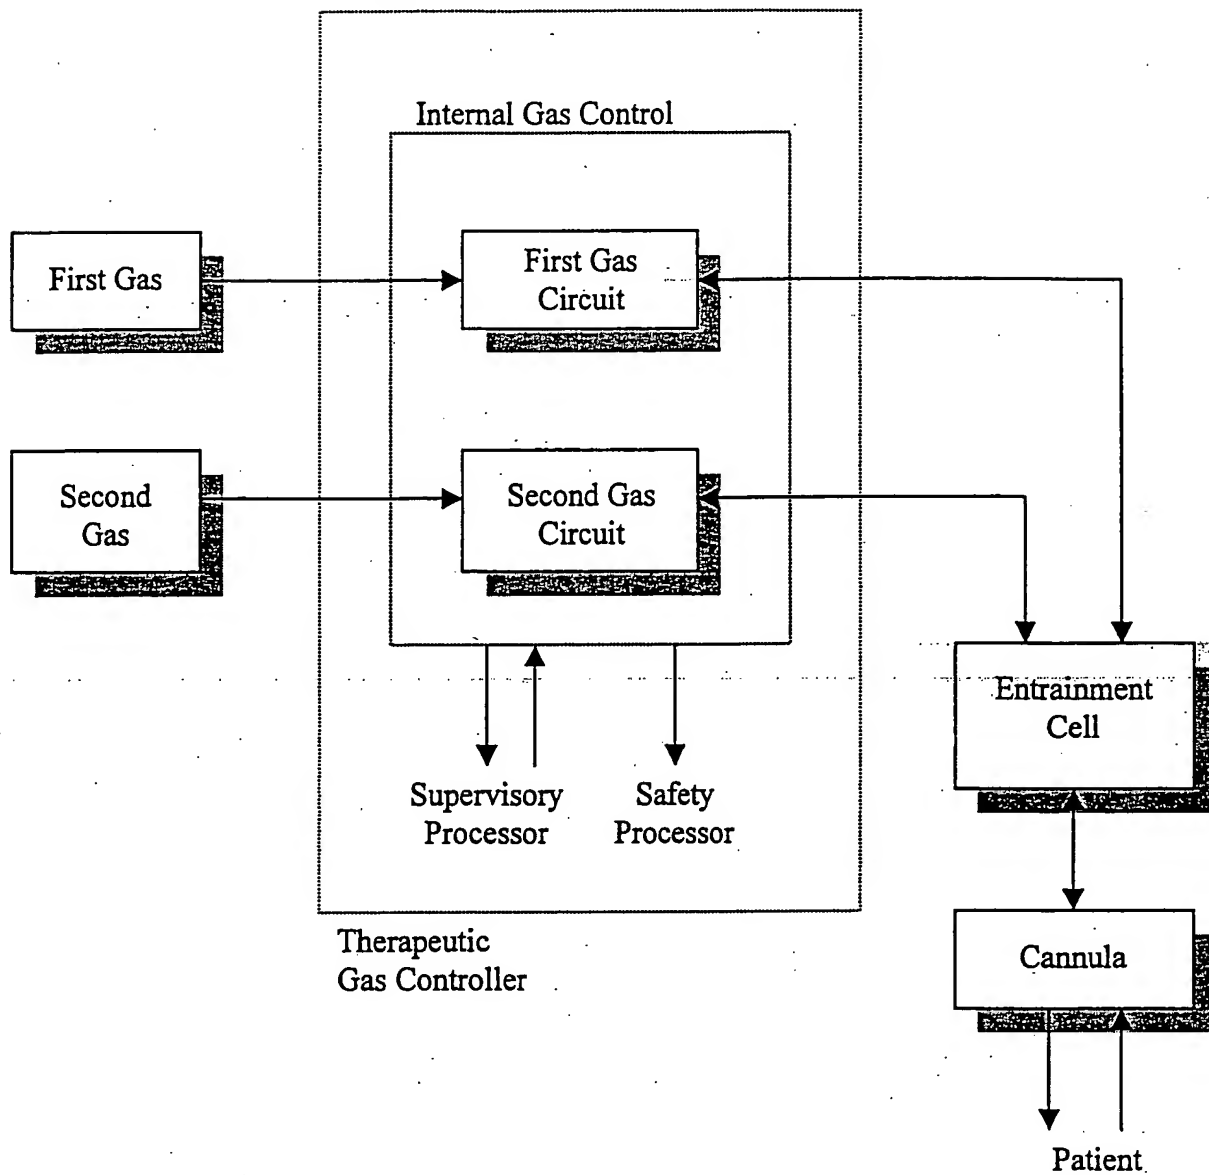 Internal Gas Control
First Gas
First Gas
Circuit
Second
Gas
Second Gas
Circuit
Entrainment
Cell
Supervisory
Processor
Safety
Processor
Therapeutic
Gas Controller
Cannula
Patient